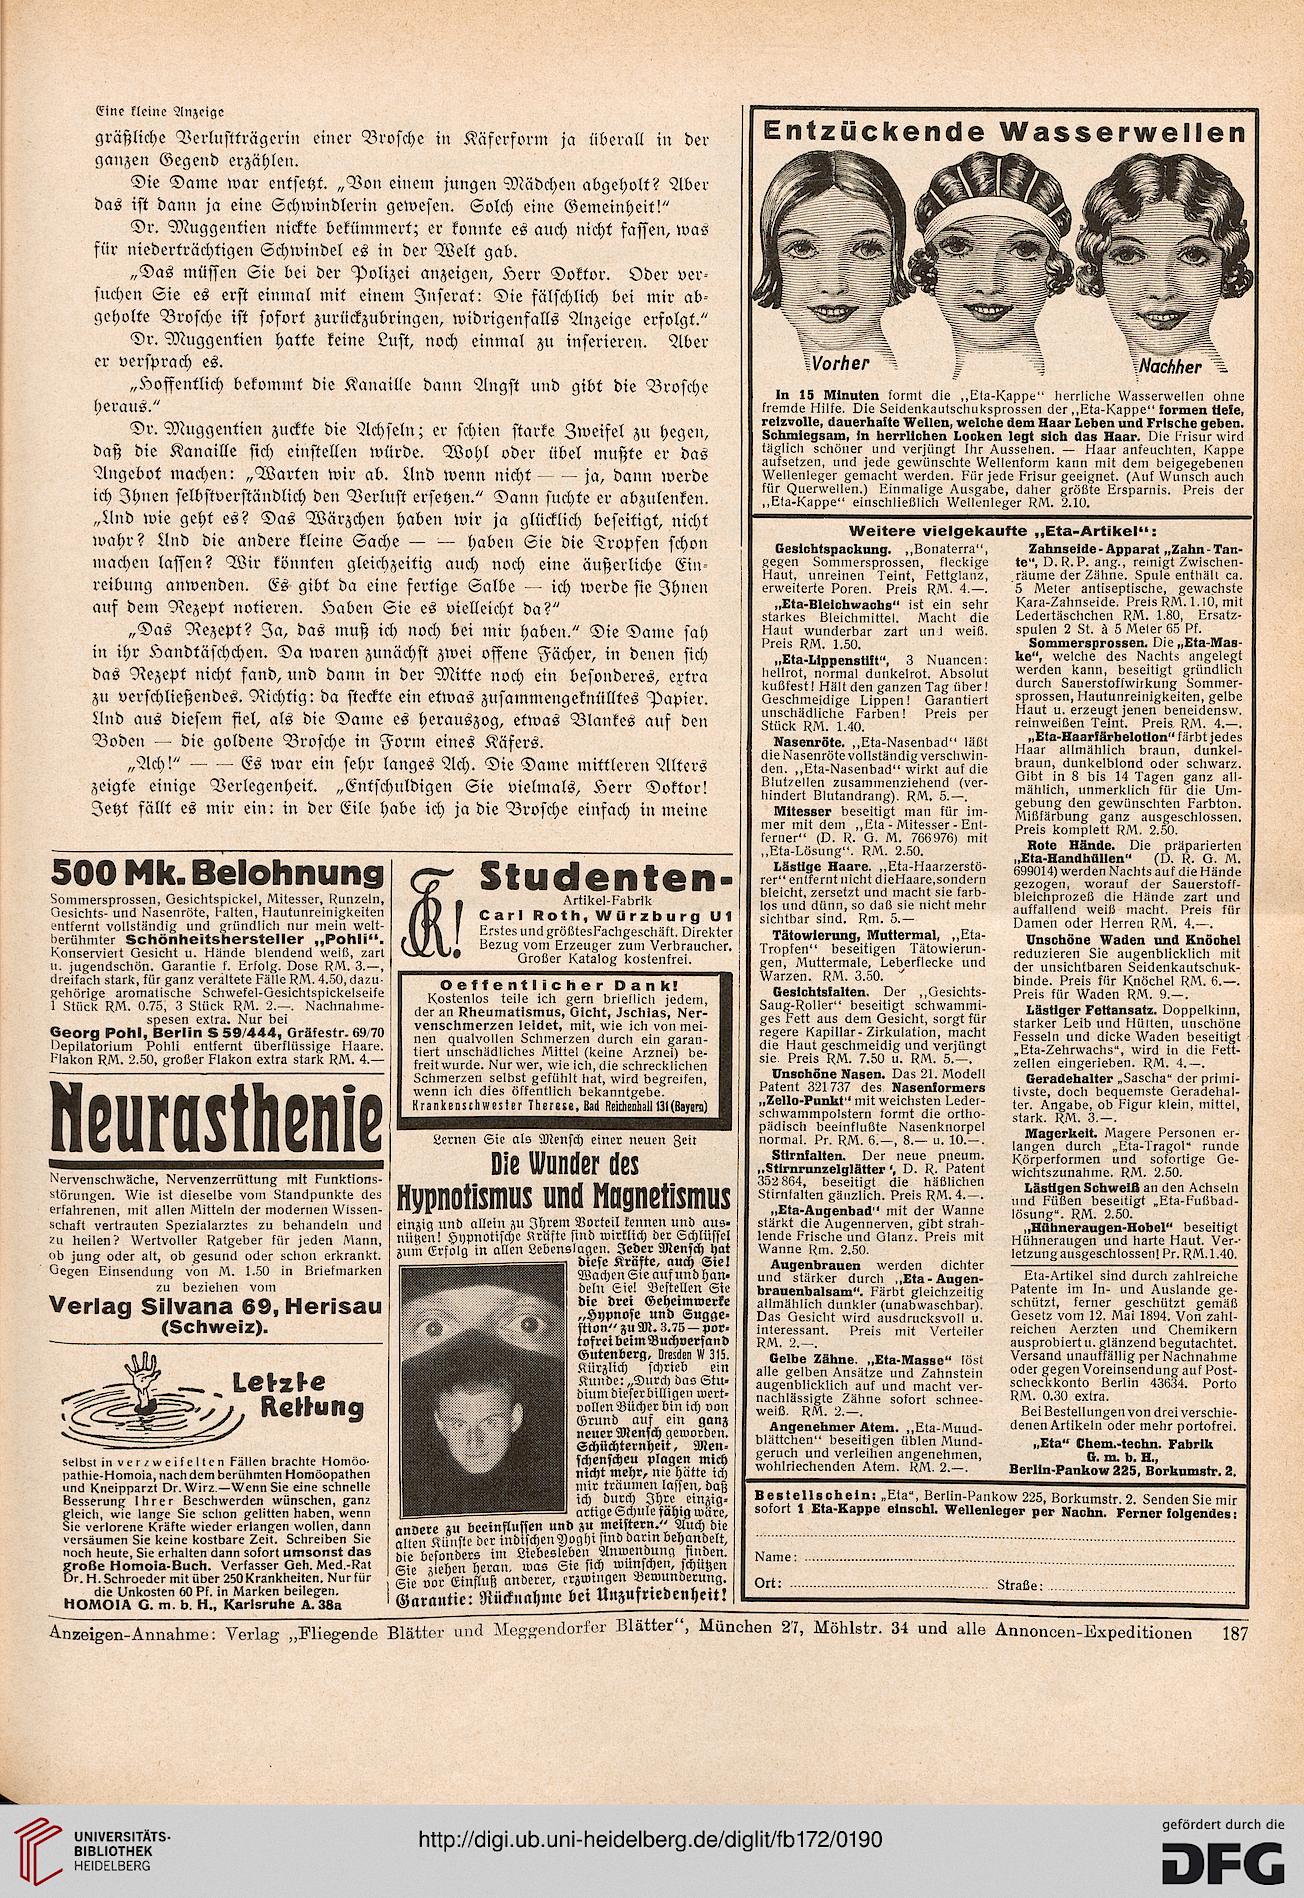 Eine kleine Anzeige
gräßliche Verlustträgerin einer Brosche in Käferform ja überall in der
ganzen Gegend erzählen.
Die Dame war entsetzt. „Von einem jungen Mädchen abgeholt? Aber
das ist dann ja eine Schwindlerin gewesen. Solch eine Gemeinheit!“
Dr. Muggentien nickte bekümmert; er konnte es auch nicht fassen, was
für niederträchtigen Schwindel es in der Welt gab.
„Das müssen Sie bei der Polizei anzeigen, Herr Doktor. Oder ver-
suchen Sie es erst einmal mit einem Inserat: Die fälschlich bei mir ab-
geholte Brosche ist sofort zurückzubringen, widrigenfalls Anzeige erfolgt.“
Dr. Muggentien hatte keine Lust, noch einmal zu inserieren. Aber
er versprach es.
„Hoffentlich bekommt die Kanaille dann Angst und gibt die Brosche
heraus.“
Dr. Muggentien zuckte die Achseln; er schien starke Zweifel zu hegen,
daß die Kanaille sich einstellen würde. Wohl oder übel mußte er das
Angebot machen: „Warten wir ab. Und wenn nicht — — ja, dann werde
ich Ihnen selbstverständlich den Verlust ersetzen.“ Dann suchte er abzulenken.
„Und wie geht es? Das Wärzchen haben wir ja glücklich beseitigt, nicht
wahr? Und die andere kleine Sache — — haben Sie die Tropfen schon
machen lassen? Wir könnten gleichzeitig auch noch eine äußerliche Ein-
reibung anwenden. Es gibt da eine fertige Salbe — ich werde sie Ihnen
auf dem Rezept notieren. Haben Sie es vielleicht da?“
„Das Rezept? Ja, das muß ich noch bei mir haben.“ Die Dame sah
in ihr Handtäschchen. Da waren zunächst zwei offene Fächer, in denen sich
das Rezept nicht fand, und dann in der Mitte noch ein besonderes, extra
zu verschließendes. Richtig: da steckte ein etwas zusammengeknülltes Papier.
Und aus diesem fiel, als die Dame es herauszog, etwas Blankes auf den
Boden — die goldene Brosche in Form eines Käfers.
„Ach!“ — — Es war ein sehr langes Ach. Die Dame mittleren Alters
zeigte einige Verlegenheit. „Entschuldigen Sie vielmals, Herr Doktor!
Jetzt fällt es mir ein: in der Eile habe ich ja die Brosche einfach in meine
500 Mk. Belohnung
Sommersprossen, Gesichtspickel, Mitesser, Runzeln,
Gesichts- und Nasenröte, Falten, Hautunreinigkeiten
entfernt vollständig und gründlich nur mein welt-
berühmter Schönheitshersteller „Pohli“.
Konserviert Gesicht u. Hände blendend weiß, zart
u. jugendschön. Garantie f. Erfolg. Dose RM. 3.—,
dreifach stark, für ganz veraltete Fälle RM. 4.50, dazu-
gehörige aromatische Schwefel-Gesichtspickelseife
1 Stück RM. 0.75, 3 Stück RM. 2.—. Nachnahme-
spesen extra. Nur bei
Georg Pohl, Berlin S 59/444, Gräfestr. 69/70
Depilatorium Pohli entfernt überflüssige Haare.
Flakon RM. 2.50, großer Flakon extra stark RM. 4.—
Neurasthenie
Nervenschwäche, Nervenzerrüttung mit Funktions-
störungen. Wie ist dieselbe vom Standpunkte des
erfahrenen, mit allen Mitteln der modernen Wissen-
schaft vertrauten Spezialarztes zu behandeln und
zu heilen? Wertvoller Ratgeber für jeden Mann,
ob jung oder alt, ob gesund oder schon erkrankt.
Gegen Einsendung von M. 1.50 in Briefmarken
zu beziehen vom
Verlag Silvana 69, Herisau
(Schweiz).
Letzte
Rettung
selbst in verzweifelten Fällen brachte Homöo-
pathie-Homoia, nach dem berühmten Homöopathen
und Kneipparzt Dr. Wirz. — Wenn Sie eine schnelle
Besserung Ihrer Beschwerden wünschen, ganz
gleich, wie lange Sie schon gelitten haben, wenn
Sie verlorene Kräfte wieder erlangen wollen, dann
versäumen Sie keine kostbare Zeit. Schreiben Sie
noch heute, Sie erhalten dann sofort umsonst das
große Homoia-Buch. Verfasser Geh. Med.-Rat
Dr. H. Schroeder mit über 250 Krankheiten. Nur für
die Unkosten 60 Pf. in Marken beilegen.
HOMOIA G. m. b. H., Karlsruhe A. 38a
Studenten-
Artikel-Fabrik
Carl Roth, Würzburg U1
Erstes und größtes Fachgeschäft. Direkter
Bezug vom Erzeuger zum Verbraucher.
Großer Katalog kostenfrei.
Oeffentlicher Dank!
Kostenlos teile ich gern brieflich jedem,
der an Rheumatismus, Gicht, Jschias, Ner-
venschmerzen leidet, mit, wie ich von mei-
nen qualvollen Schmerzen durch ein garan-
tiert unschädliches Mittel (keine Arznei) be-
freit wurde. Nur wer, wie ich, die schrecklichen
Schmerzen selbst gefühlt hat, wird begreifen,
wenn ich dies öffentlich bekanntgebe.
Krankenschwester Therese, Bad Reichenhall 131 (Bayern)
Lernen Sie als Mensch einer neuen Zeit
Die Wunder des
Hypnotismus und Magnetismus
einzig und allein zu Ihrem Vorteil kennen und aus-
nützen! Hypnotische Kräfte sind wirklich der Schlüssel
zum Erfolg in allen Lebenslagen. Jeder Mensch hat
diese Kräfte, auch Sie!
Wachen Sie auf und han-
deln Sie! Bestellen Sie
die drei Geheimwerke
„Hypnose und Sugge-
stion“ zu M. 3.75 — por-
tofrei beim Buchversand
Gutenberg, Dresden W 315.
Kürzlich schrieb ein
Kunde: „Durch das Stu-
dium dieser billigen wert-
vollen Bücher bin ich von
Grund auf ein ganz
neuer Mensch geworden.
Schüchternheit, Men-
schenscheu plagen mich
nicht mehr, nie hätte ich
mir träumen lassen, daß
ich durch Ihre einzig-
artige Schule fähig wäre,
andere zu beeinflussen und zu meistern.“ Auch die
alten Künste der indischen Yoghi sind darin behandelt,
die besonders im Liebesleben Anwendung finden.
Sie ziehen heran, was Sie sich wünschen, schützen
Sie vor Einfluß anderer, erzwingen Bewunderung.
Garantie: Rücknahme bei Unzufriedenheit!
Entzückende Wasserwellen
Vorher
Nachher
In 15 Minuten formt die „Eta-Kappe“ herrliche Wasserwellen ohne
fremde Hilfe. Die Seidenkautschuksprossen der „Eta-Kappe“ formen tiefe,
reizvolle, dauerhafte Wellen, welche dem Haar Leben und Frische geben.
Schmiegsam, in herrlichen Locken legt sich das Haar. Die Frisur wird
täglich schöner und verjüngt Ihr Aussehen. — Haar anfeuchten, Kappe
aufsetzen, und jede gewünschte Wellenform kann mit dem beigegebenen
Wellenleger gemacht werden. Für jede Frisur geeignet. (Auf Wunsch auch
für Querwellen.) Einmalige Ausgabe, daher größte Ersparnis. Preis der
„Eta-Kappe“ einschließlich Wellenleger RM. 2.10.
Weitere vielgekaufte „Eta-Artikel“:
Gesichtspackung. „Bonaterra“,
gegen Sommersprossen, fleckige
Haut, unreinen Teint, Fettglanz,
erweiterte Poren. Preis RM. 4.—.
„Eta-Bleichwachs“ ist ein sehr
starkes Bleichmittel. Macht die
Haut wunderbar zart und weiß.
Preis RM. 1.50.
„Eta-Lippenstift“, 3 Nuancen:
hellrot, normal dunkelrot. Absolut
kußfest! Hält den ganzen Tag über!
Geschmeidige Lippen! Garantiert
unschädliche Farben! Preis per
Stück RM. 1.40.
Nasenröte. „Eta-Nasenbad“ läßt
die Nasenröte vollständig verschwin-
den. „Eta-Nasenbad“ wirkt auf die
Blutzellen zusammenziehend (ver-
hindert Blutandrang). RM. 5.—.
Mitesser beseitigt man für im-
mer mit dem „Eta-Mitesser-Ent-
ferner“ (D. R. G. M. 766976) mit
„Eta-Lösung“. RM. 2.50.
Lästige Haare. „Eta-Haarzerstö-
rer“ entfernt nicht die Haare, sondern
bleicht, zersetzt und macht sie farb-
los und dünn, so daß sie nicht mehr
sichtbar sind. Rm. 5.—
Tätowierung, Muttermal, „Eta-
Tropfen“ beseitigen Tätowierun-
gen, Muttermale, Leberflecke und
Warzen. RM. 3.50.
Gesichtsfalten. Der „Gesichts-
Saug-Roller“ beseitigt schwammi-
ges Fett aus dem Gesicht, sorgt für
regere Kapillar-Zirkulation, macht
die Haut geschmeidig und verjüngt
sie. Preis RM. 7.50 u. RM. 5.—.
Unschöne Nasen. Das 21. Modell
Patent 321737 des Nasenformers
„Zello-Punkt“ mit weichsten Leder-
schwammpolstern formt die ortho-
pädisch beeinflußte Nasenknorpel
normal. Pr. RM. 6.—, 8.— u. 10.—.
Stirnfalten. Der neue pneum.
„Stirnrunzelglätter‘, D. R. Patent
352864, beseitigt die häßlichen
Stirnfalten gänzlich. Preis RM. 4.—.
„Eta-Augenbad“ mit der Wanne
stärkt die Augennerven, gibt strah-
lende Frische und Glanz. Preis mit
Wanne Rm. 2.50.
Augenbrauen werden dichter
und stärker durch „Eta-Augen-
brauenbalsam“. Färbt gleichzeitig
allmählich dunkler (unabwaschbar).
Das Gesicht wird ausdrucksvoll u.
interessant. Preis mit Verteiler
RM. 2.—.
Gelbe Zähne. „Eta-Masse“ löst
alle gelben Ansätze und Zahnstein
augenblicklich auf und macht ver-
nachlässigte Zähne sofort schnee-
weiß. RM. 2.—.
Angenehmer Atem. „Eta-Mund-
blättchen“ beseitigen üblen Mund-
geruch und verleihen angenehmen,
wohlriechenden Atem. RM. 2.—.
Zahnseide-Apparat „Zahn-Tan-
te“, D. R. P. ang., reinigt Zwischen-
räume der Zähne. Spule enthält ca.
5 Meter antiseptische, gewachste
Kara-Zahnseide. Preis RM. 1.10, mit
Ledertäschchen RM. 1.80, Ersatz-
spulen 2 St. à 5 Meter 65 Pf.
Sommersprossen. Die „Eta-Mas-
ke“, welche des Nachts angelegt
werden kann, beseitigt gründlich
durch Sauerstoffwirkung Sommer-
sprossen, Hautunreinigkeiten, gelbe
Haut u. erzeugt jenen beneidensw.
reinweißen Teint. Preis RM. 4.—.
„Eta-Haarfärbelotion“ färbt jedes
Haar allmählich braun, dunkel-
braun, dunkelblond oder schwarz.
Gibt in 8 bis 14 Tagen ganz all-
mählich, unmerklich für die Um-
gebung den gewünschten Farbton.
Mißfärbung ganz ausgeschlossen.
Preis komplett RM. 2.50.
Rote Hände. Die präparierten
„Eta-Handhüllen“ (D. R. G. M.
699014) werden Nachts auf die Hände
gezogen, worauf der Sauerstoff-
bleichprozeß die Hände zart und
auffallend weiß macht. Preis für
Damen oder Herren RM. 4.—.
Unschöne Waden und Knöchel
reduzieren Sie augenblicklich mit
der unsichtbaren Seidenkautschuk-
binde. Preis für Knöchel RM. 6.—.
Preis für Waden RM. 9.—.
Lästiger Fettansatz. Doppelkinn,
starker Leib und Hüften, unschöne
Fesseln und dicke Waden beseitigt
„Eta-Zehrwachs“, wird in die Fett-
zellen eingerieben. RM. 4.—.
Geradehalter „Sascha“ der primi-
tivste, doch bequemste Geradehal-
ter. Angabe, ob Figur klein, mittel,
stark. RM. 3.—.
Magerkeit. Magere Personen er-
langen durch „Eta-Tragol“ runde
Körperformen und sofortige Ge-
wichtszunahme. RM. 2.50.
Lästigen Schweiß an den Achseln
und Füßen beseitigt „Eta-Fußbad-
lösung“. RM. 2.50.
„Hühneraugen-Hobel“ beseitigt
Hühneraugen und harte Haut. Ver-
letzung ausgeschlossen! Pr. RM. 1.40.
Eta-Artikel sind durch zahlreiche
Patente im In- und Auslande ge-
schützt, ferner geschützt gemäß
Gesetz vom 12. Mai 1894. Von zahl-
reichen Aerzten und Chemikern
ausprobiert u. glänzend begutachtet.
Versand unauffällig per Nachnahme
oder gegen Voreinsendung auf Post-
scheckkonto Berlin 43634. Porto
RM. 0.30 extra.
Bei Bestellungen von drei verschie-
denen Artikeln oder mehr portofrei.
„Eta“ Chem.-techn. Fabrik
G. m. b. H.,
Berlin-Pankow 225, Borkumstr. 2.
Bestellschein: „Eta“, Berlin-Pankow 225, Borkumstr. 2. Senden Sie mir
sofort 1 Eta-Kappe einschl. Wellenleger per Nachn. Ferner folgendes:
Name:
Ort: Straße:
Anzeigen-Annahme: Verlag „Fliegende Blätter und Meggendorfer Blätter“, München 27, Möhlstr. 34 und alle Annoncen-Expeditionen 187
UNIVERSITÄTS-
BIBLIOTHEK
HEIDELBERG
http://digi.ub.uni-heidelberg.de/diglit/fb172/0190
gefördert durch die
DFG